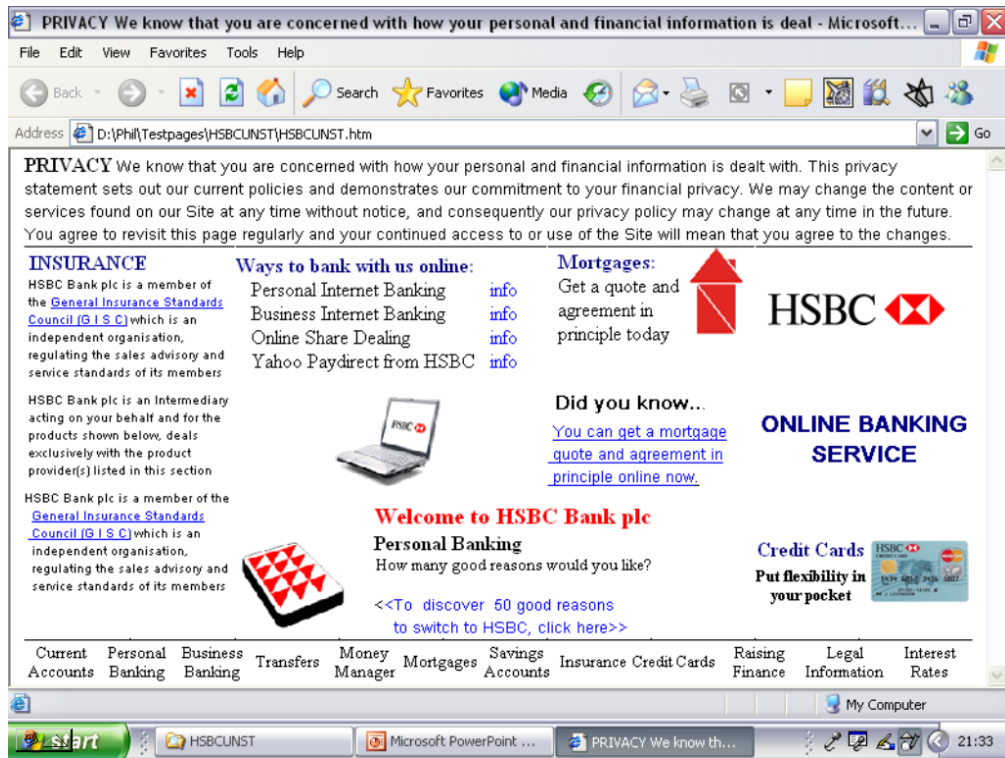 PRIVACY We know that you are concerned with how your personal and financial information is deal - Microsoft...
File Edit View Favorites Tools Help
Back Search Favorites Media
Address D:\Phil\Testpages\HSBCUNST\HSBCUNST.htm Go
PRIVACY We know that you are concerned with how your personal and financial information is dealt with. This privacy
statement sets out our current policies and demonstrates our commitment to your financial privacy. We may change the content or
services found on our Site at any time without notice, and consequently our privacy policy may change at any time in the future.
You agree to revisit this page regularly and your continued access to or use of the Site will mean that you agree to the changes.
INSURANCE
HSBC Bank plc is a member of
the General Insurance Standards
Council (G I S C) which is an
independent organisation,
regulating the sales advisory and
service standards of its members
HSBC Bank plc is an Intermediary
acting on your behalf and for the
products shown below, deals
exclusively with the product
provider(s) listed in this section
HSBC Bank plc is a member of the
General Insurance Standards
Council (G I S C) which is an
independent organisation,
regulating the sales advisory and
service standards of its members
Ways to bank with us online:
Personal Internet Banking info
Business Internet Banking info
Online Share Dealing info
Yahoo Paydirect from HSBC info
HSBC
Mortgages:
Get a quote and
agreement in
principle today
HSBC
Did you know...
You can get a mortgage
quote and agreement in
principle online now.
ONLINE BANKING
SERVICE
Welcome to HSBC Bank plc
Personal Banking
How many good reasons would you like?
<<To discover 50 good reasons
to switch to HSBC, click here>>
Credit Cards
Put flexibility in
your pocket
HSBC
Current Accounts
Personal Banking
Business Banking
Transfers
Money Manager
Mortgages
Savings Accounts
Insurance
Credit Cards
Raising Finance
Legal Information
Interest Rates
My Computer
start HSBCUNST Microsoft PowerPoint ... PRIVACY We know th... 21:33